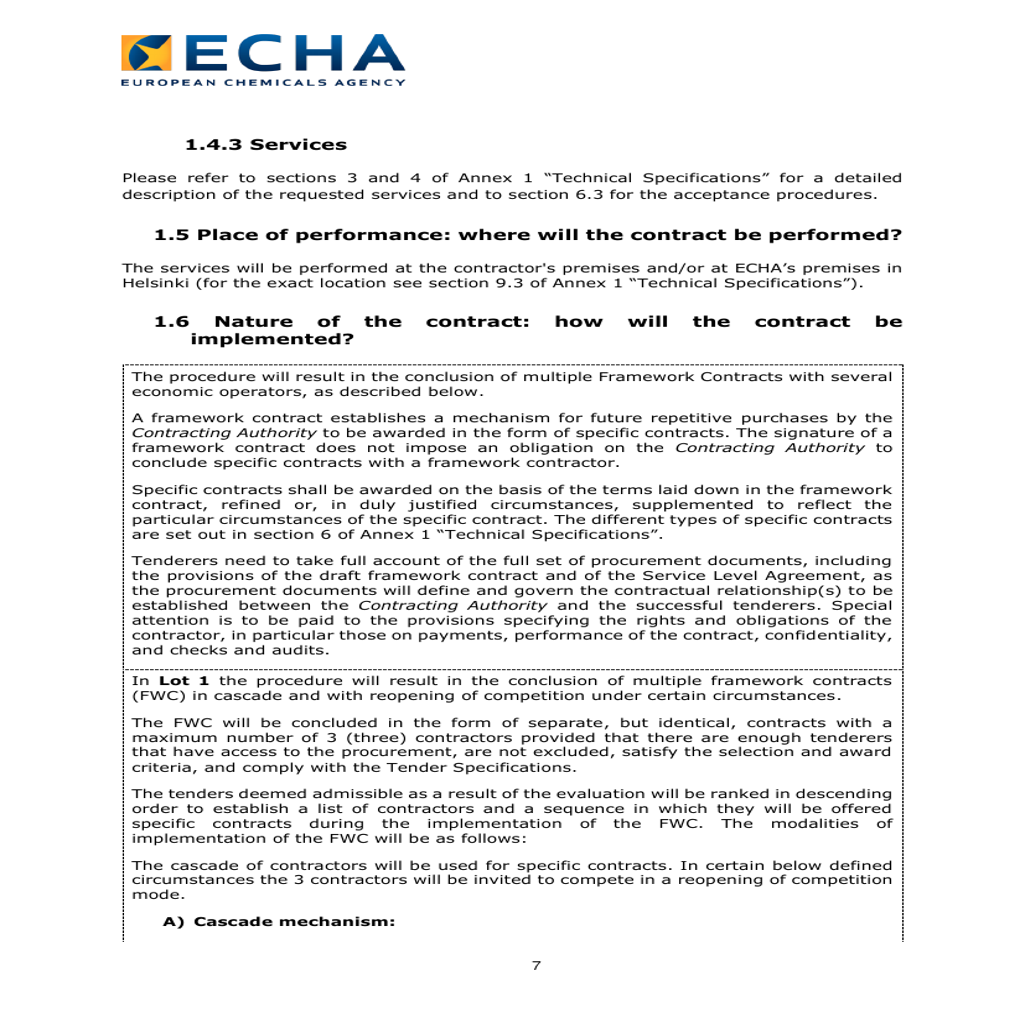 ECHA
EUROPEAN CHEMICALS AGENCY
1.4.3 Services
Please refer to sections 3 and 4 of Annex 1 “Technical Specifications” for a detailed
description of the requested services and to section 6.3 for the acceptance procedures.
1.5 Place of performance: where will the contract be performed?
The services will be performed at the contractor's premises and/or at ECHA’s premises in
Helsinki (for the exact location see section 9.3 of Annex 1 “Technical Specifications”).
1.6 Nature of the contract: how will the contract be
implemented?
The procedure will result in the conclusion of multiple Framework Contracts with several
economic operators, as described below.
A framework contract establishes a mechanism for future repetitive purchases by the
Contracting Authority to be awarded in the form of specific contracts. The signature of a
framework contract does not impose an obligation on the Contracting Authority to
conclude specific contracts with a framework contractor.
Specific contracts shall be awarded on the basis of the terms laid down in the framework
contract, refined or, in duly justified circumstances, supplemented to reflect the
particular circumstances of the specific contract. The different types of specific contracts
are set out in section 6 of Annex 1 “Technical Specifications”.
Tenderers need to take full account of the full set of procurement documents, including
the provisions of the draft framework contract and of the Service Level Agreement, as
the procurement documents will define and govern the contractual relationship(s) to be
established between the Contracting Authority and the successful tenderers. Special
attention is to be paid to the provisions specifying the rights and obligations of the
contractor, in particular those on payments, performance of the contract, confidentiality,
and checks and audits.
In Lot 1 the procedure will result in the conclusion of multiple framework contracts
(FWC) in cascade and with reopening of competition under certain circumstances.
The FWC will be concluded in the form of separate, but identical, contracts with a
maximum number of 3 (three) contractors provided that there are enough tenderers
that have access to the procurement, are not excluded, satisfy the selection and award
criteria, and comply with the Tender Specifications.
The tenders deemed admissible as a result of the evaluation will be ranked in descending
order to establish a list of contractors and a sequence in which they will be offered
specific contracts during the implementation of the FWC. The modalities of
implementation of the FWC will be as follows:
The cascade of contractors will be used for specific contracts. In certain below defined
circumstances the 3 contractors will be invited to compete in a reopening of competition
mode.
A) Cascade mechanism:
7